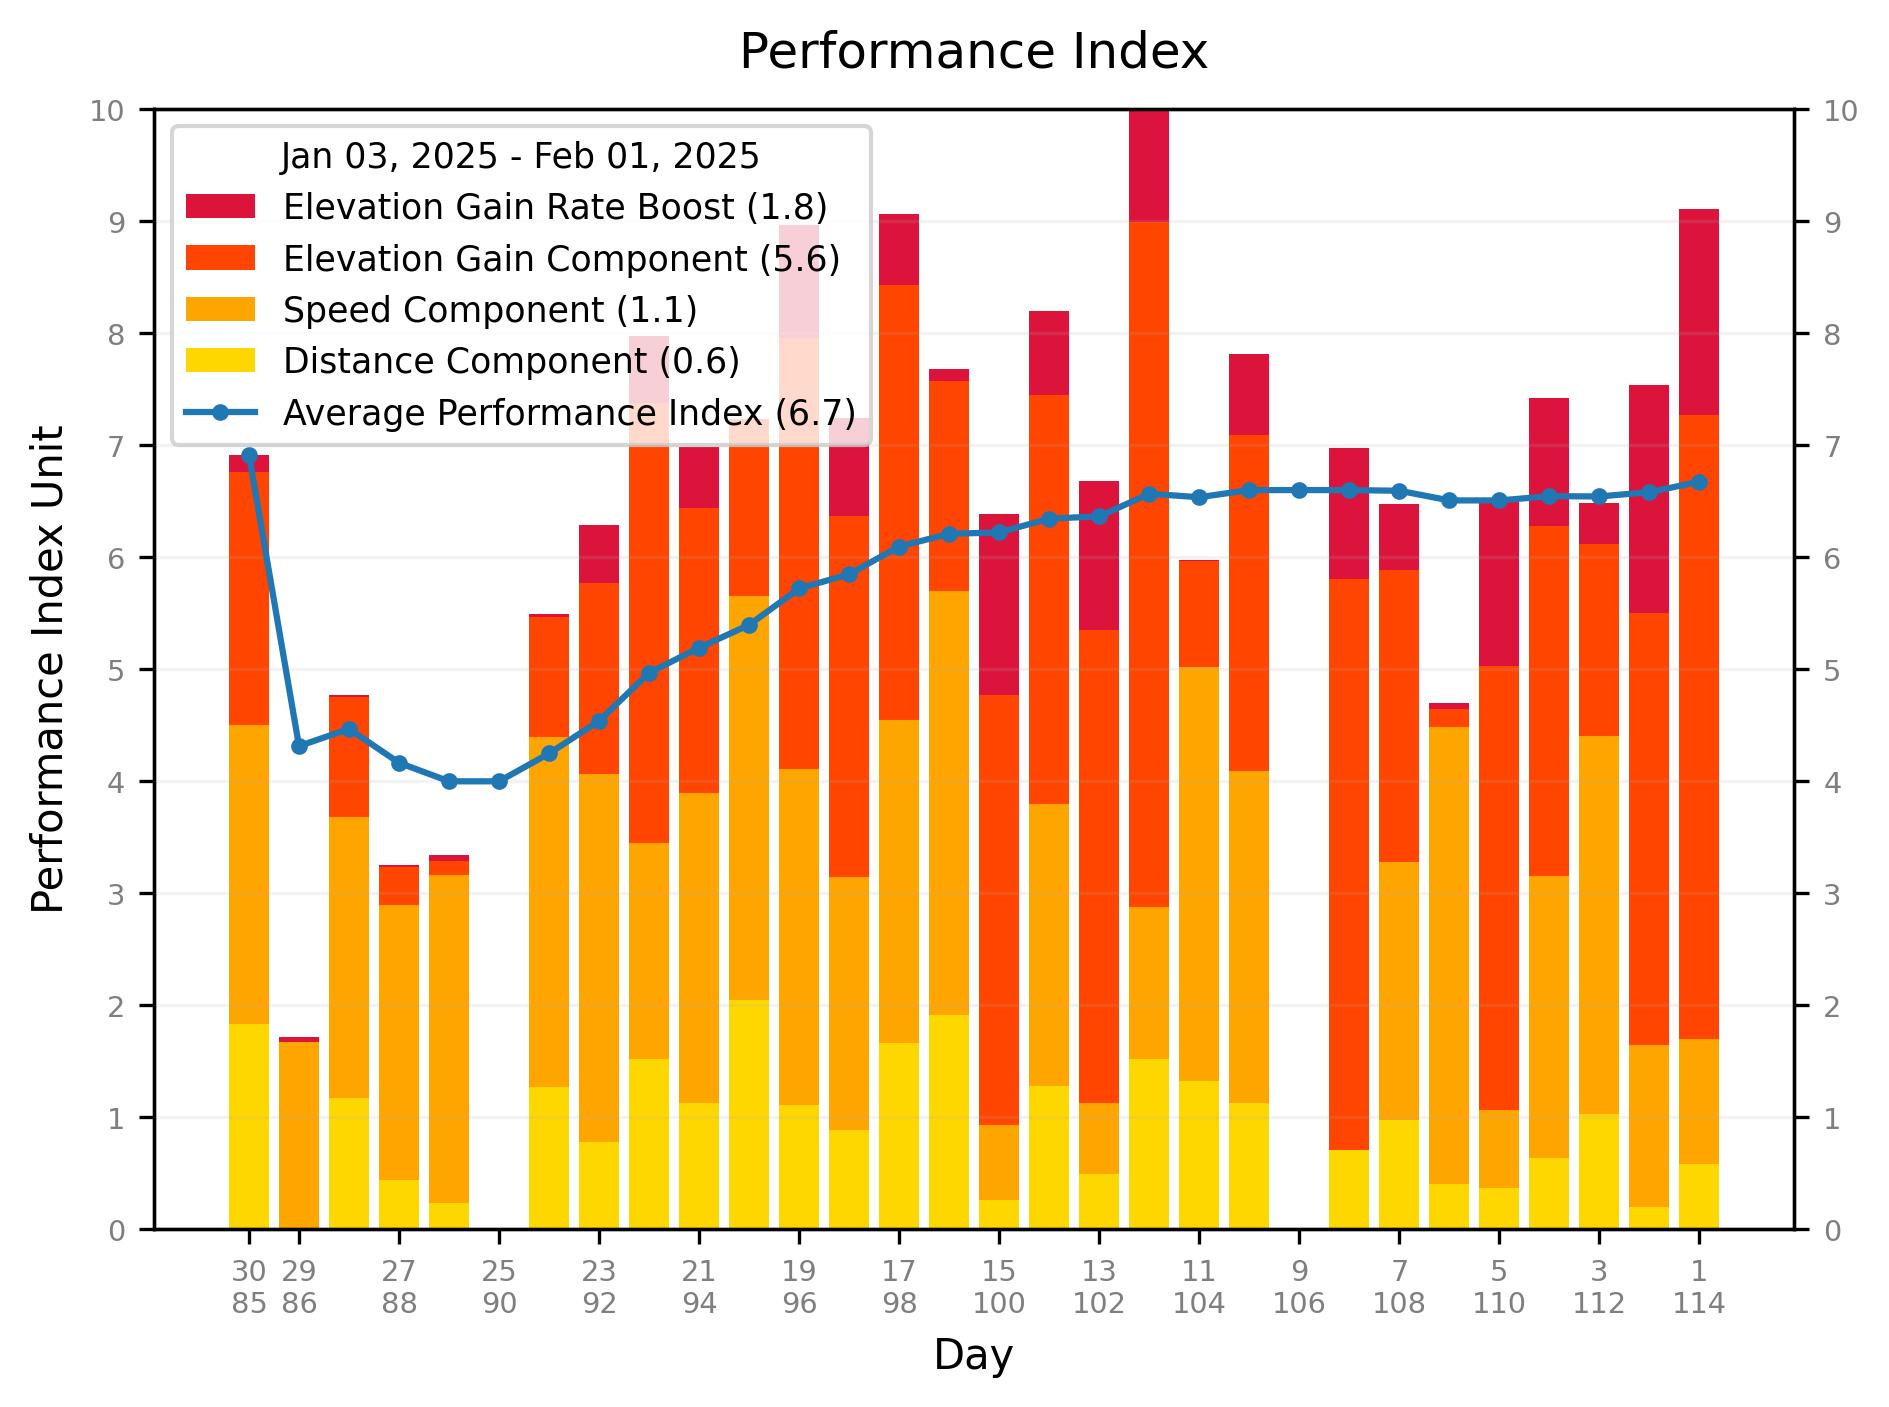 Performance Index
Jan 03, 2025 - Feb 01, 2025
Elevation Gain Rate Boost (1.8)
Elevation Gain Component (5.6)
Speed Component (1.1)
Distance Component (0.6)
Average Performance Index (6.7)
Performance Index Unit
10
9
8
7
6
5
4
3
2
1
0
10
9
8
7
6
5
4
3
2
1
0
30 29 27 25 23 21 19 17 15 13 11 9 7 5 3 1
85 86 88 90 92 94 96 98 100 102 104 106 108 110 112 114
Day